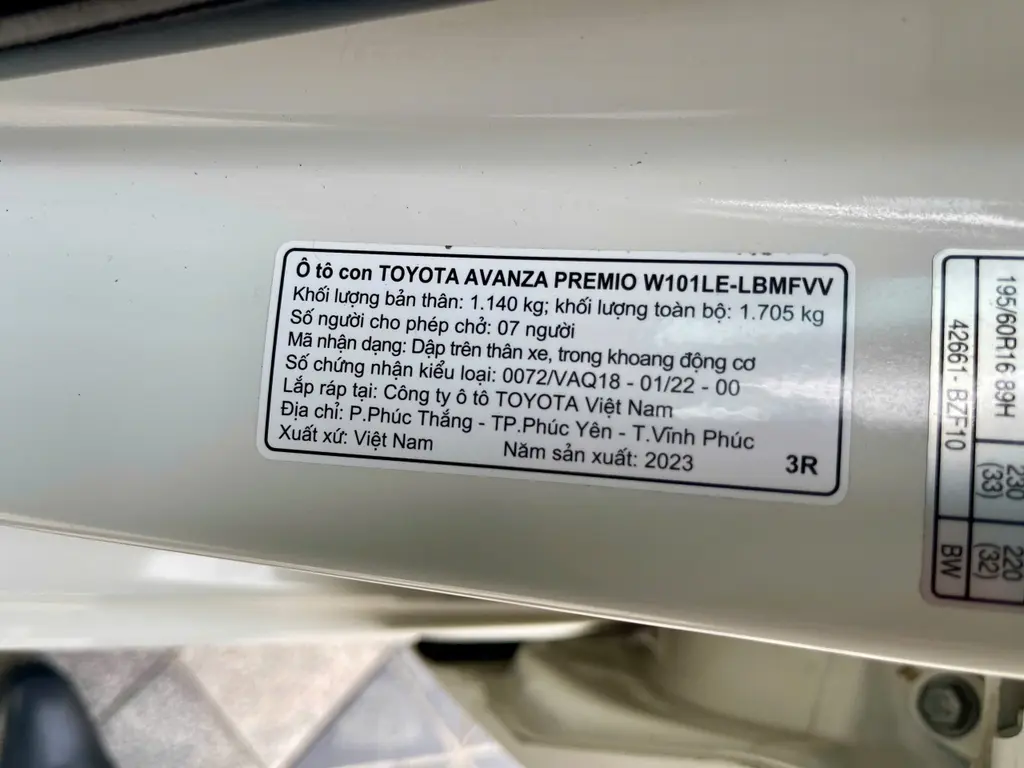 Ô tô con TOYOTA AVANZA PREMIO W101LE-LBMFVV
Khối lượng bản thân: 1.140 kg; khối lượng toàn bộ: 1.705 kg
Số người cho phép chở: 07 người
Mã nhận dạng: Dập trên thân xe, trong khoang động cơ
Số chứng nhận kiểu loại: 0072/VAQ18 - 01/22 - 00
Lắp ráp tại: Công ty ô tô TOYOTA Việt Nam
Địa chỉ: P.Phúc Thắng - TP.Phúc Yên - T.Vĩnh Phúc
Xuất xứ: Việt Nam Năm sản xuất: 2023 3R
195/60R16 89H 230 (33) 220 (32)
42661-BZF10 BW